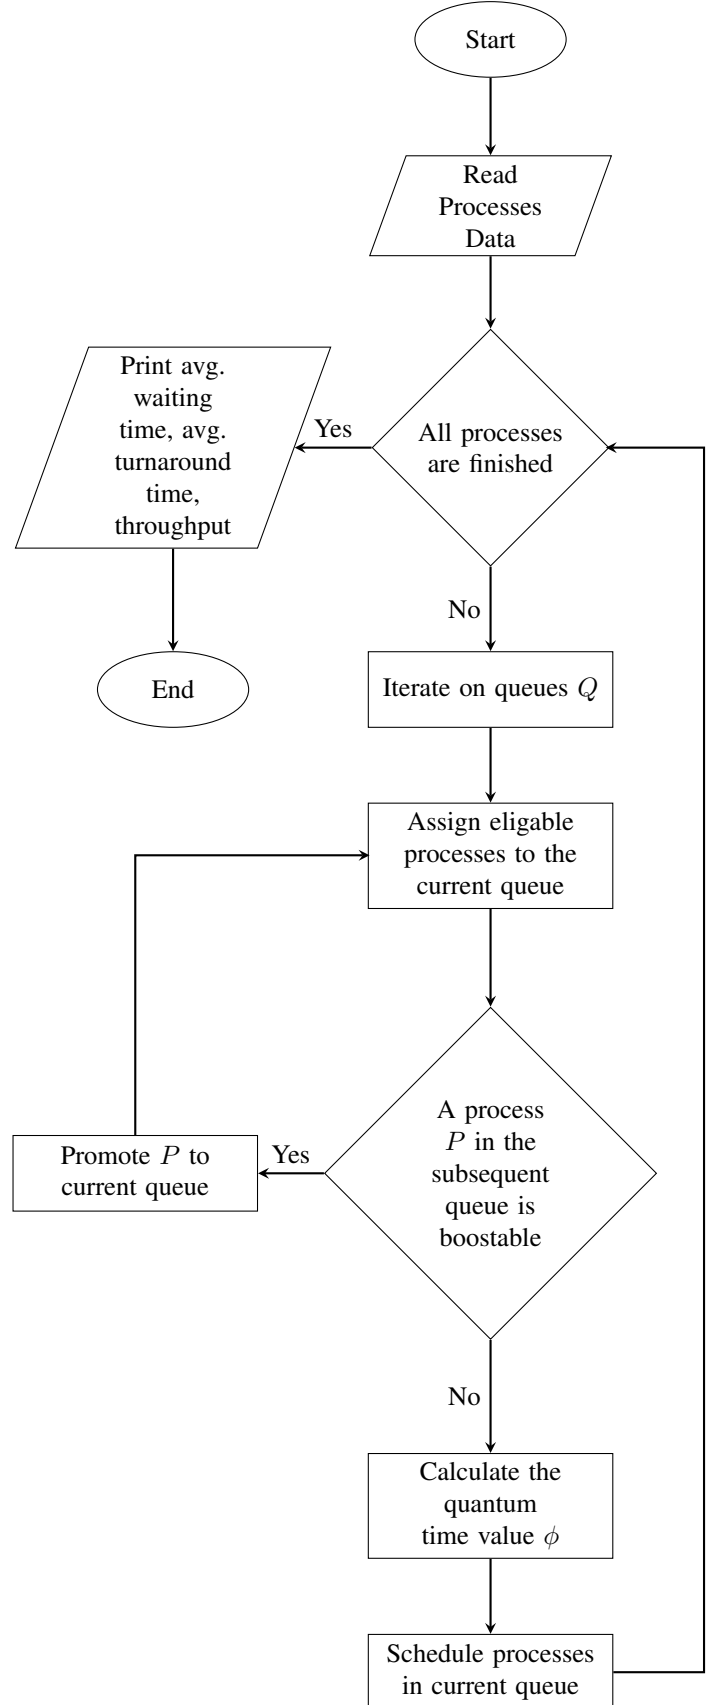 Start
Read
Processes
Data
All processes
are finished
Yes
Print avg.
waiting
time, avg.
turnaround
time,
throughput
End
No
Iterate on queues Q
Assign eligable
processes to the
current queue
A process
P in the
subsequent
queue is
boostable
Yes
Promote P to
current queue
No
Calculate the
quantum
time value ϕ
Schedule processes
in current queue